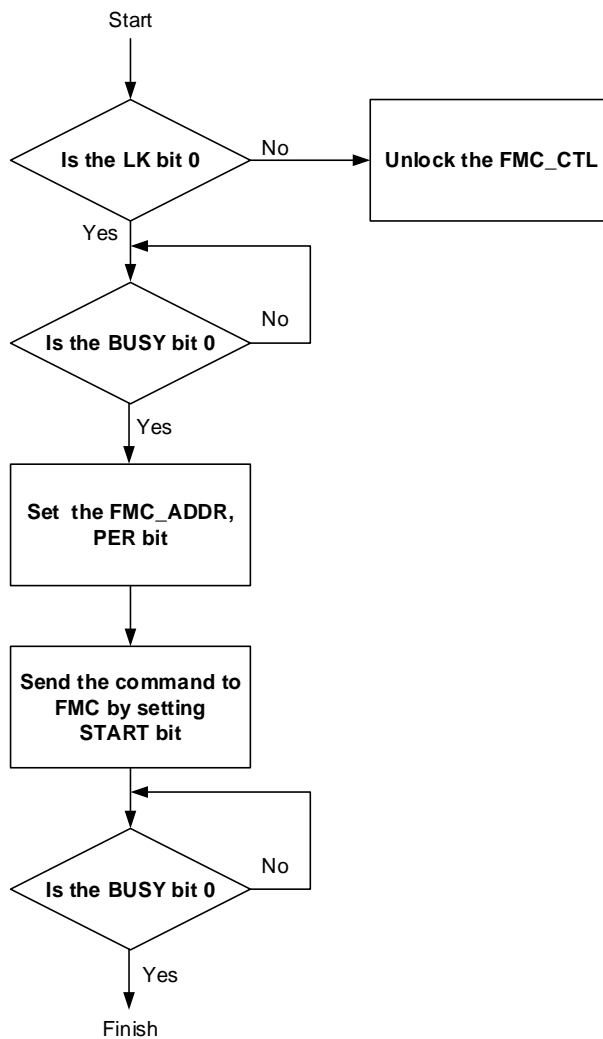 Start
Is the LK bit 0
No
Unlock the FMC_CTL
Yes
Is the BUSY bit 0
No
Yes
Set  the FMC_ADDR,
PER bit
Send the command to
FMC by setting
START bit
Is the BUSY bit 0
No
Yes
Finish